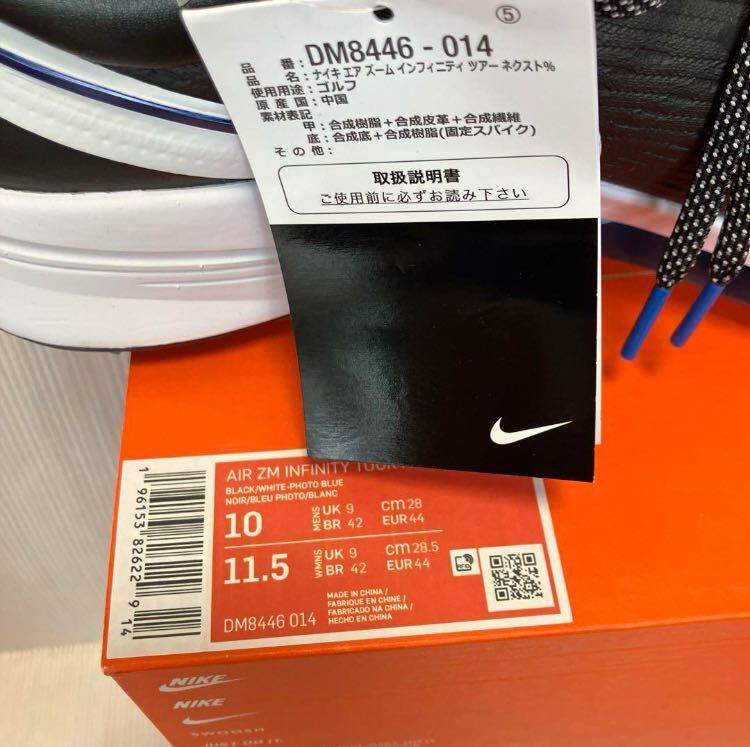 ⑤
品番:DM8446-014
品名:ナイキ エア ズーム インフィニティ ツアー ネクスト%
使用用途:ゴルフ
原産国:中国
素材表記
甲:合成樹脂+合成皮革+合成繊維
底:合成底+合成樹脂(固定スパイク)
その他:
取扱説明書
ご使用前に必ずお読み下さい
AIR ZM INFINITY TOUR
BLACK/WHITE-PHOTO BLUE
NOIR/BLEU PHOTO/BLANC
10 MENS UK 9 cm 28
BR 42 EUR 44
11.5 WMNS UK 9 cm 28.5
BR 42 EUR 44
RFID
MADE IN CHINA /
FABRIQUE EN CHINE /
FABRICADO NA CHINA /
HECHO EN CHINA
DM8446 014
1 96153 82622 9 14
NIKE
NIKE
SWOOSH
JUST DO IT